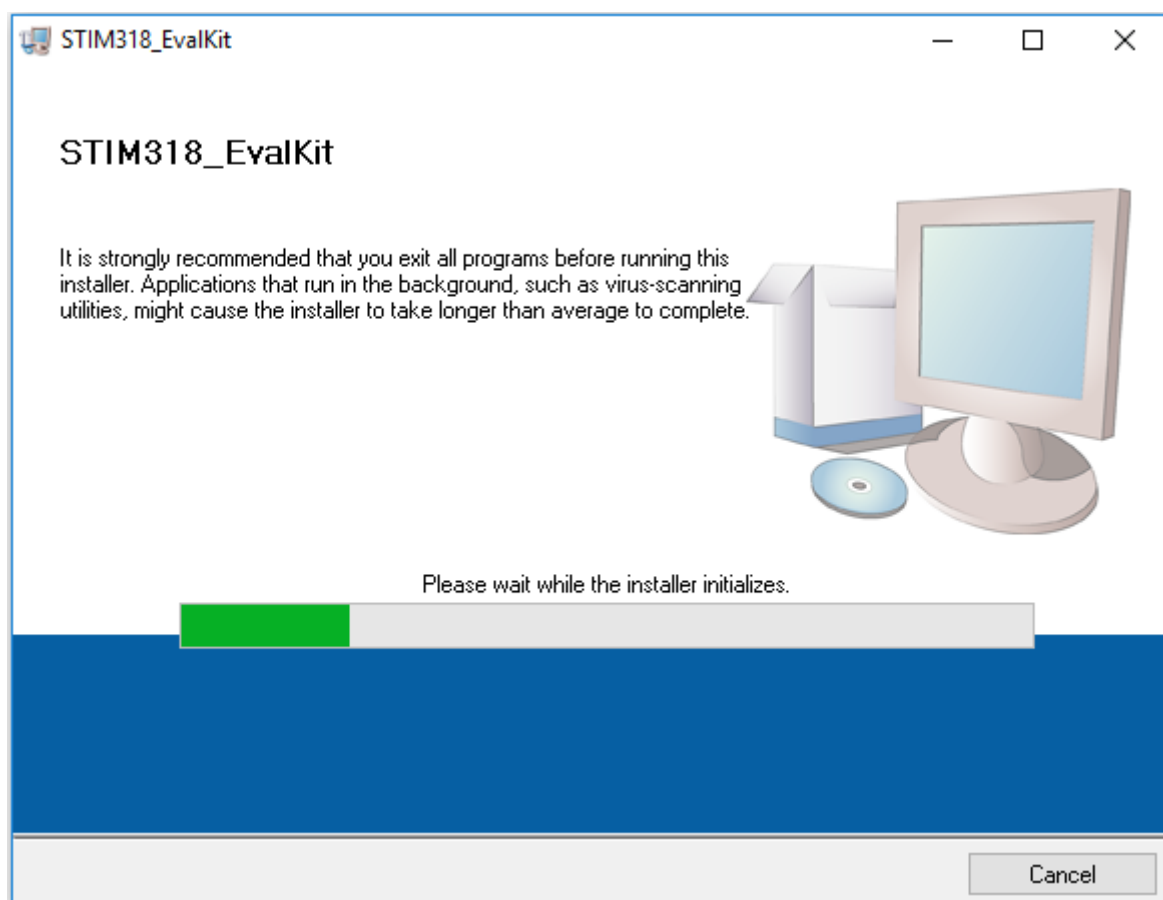 STIM318_EvalKit
STIM318_EvalKit
It is strongly recommended that you exit all programs before running this
installer. Applications that run in the background, such as virus-scanning
utilities, might cause the installer to take longer than average to complete.
Please wait while the installer initializes.
Cancel